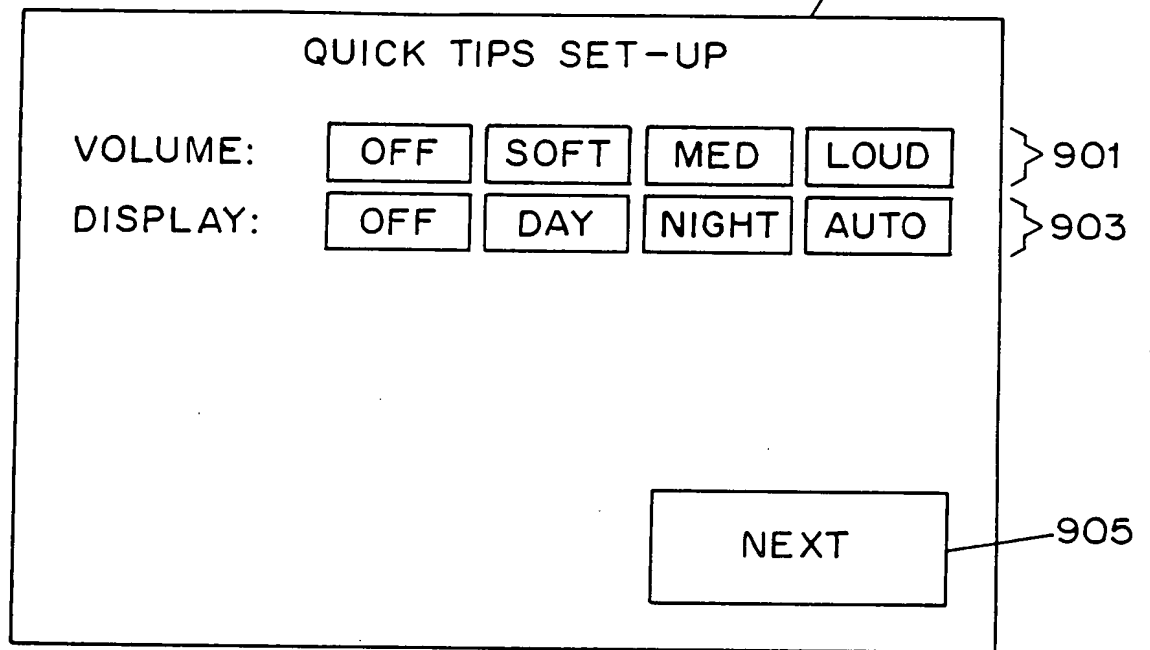 QUICK TIPS SET-UP
VOLUME: OFF SOFT MED LOUD 901
DISPLAY: OFF DAY NIGHT AUTO 903
NEXT 905